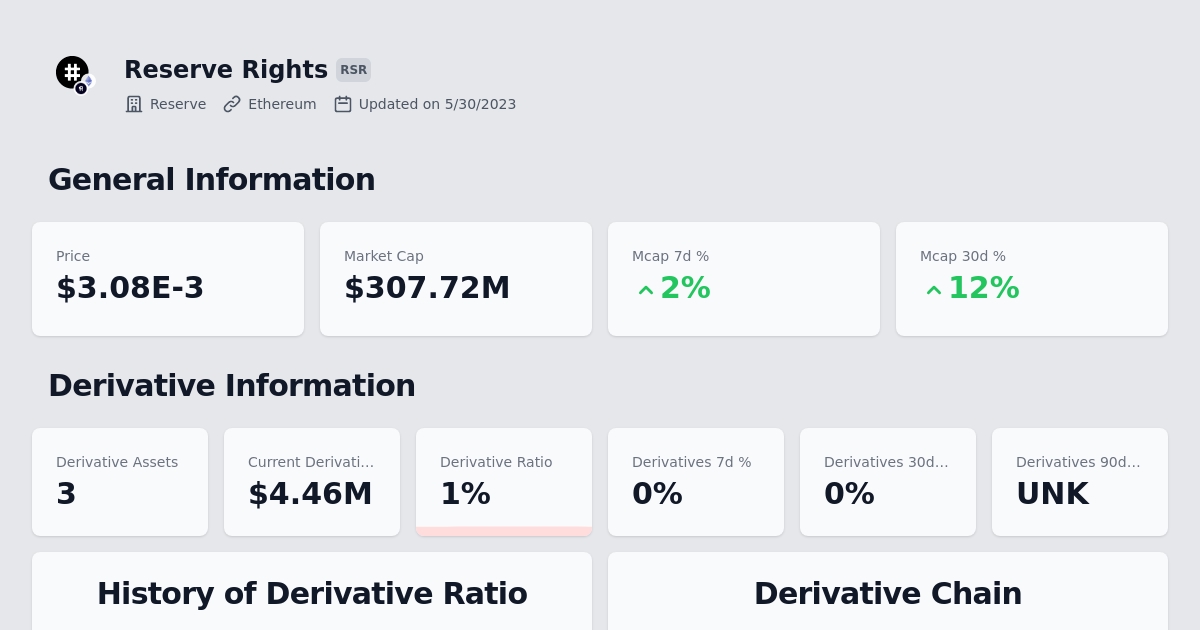 Reserve Rights RSR
Reserve Ethereum Updated on 5/30/2023
General Information
Price Market Cap Mcap 7d % Mcap 30d %
$3.08E-3 $307.72M 2% 12%
Derivative Information
Derivative Assets Current Derivati... Derivative Ratio Derivatives 7d % Derivatives 30d... Derivatives 90d...
3 $4.46M 1% 0% 0% UNK
History of Derivative Ratio Derivative Chain